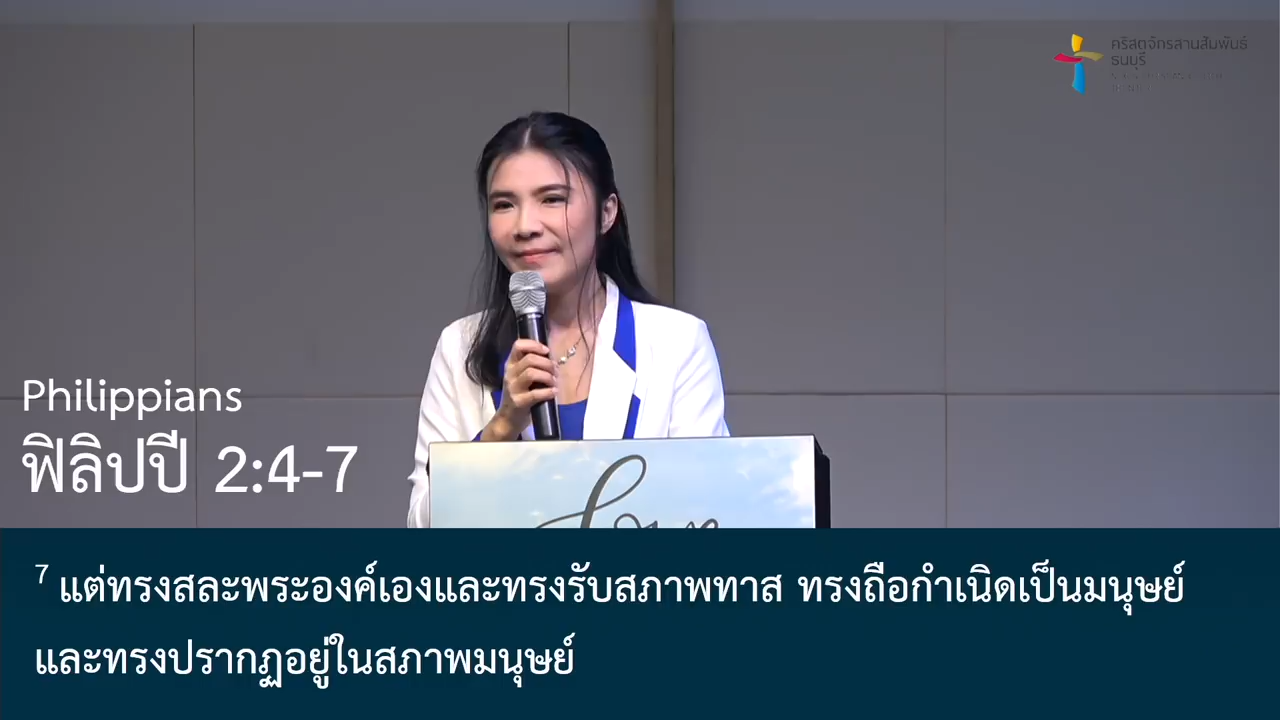 คริสตจักรสานสัมพันธ์
ธนบุรี
Philippians
ฟิลิปปี 2:4-7
7 แต่ทรงสละพระองค์เองและทรงรับสภาพทาส ทรงถือกำเนิดเป็นมนุษย์
และทรงปรากฏอยู่ในสภาพมนุษย์